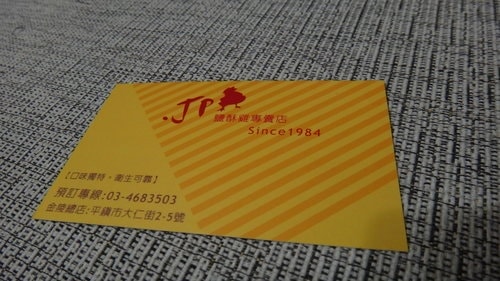 .JP
鹽酥雞專賣店
Since1984
【口味獨特,衛生可靠】
預訂專線:03-4683503
金陵總店:平鎮市大仁街2-5號